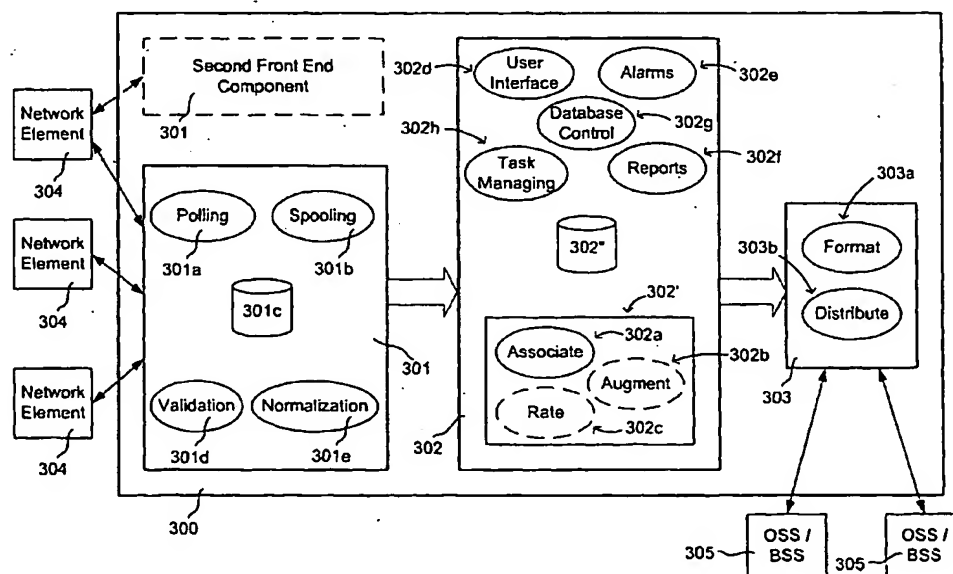 Second Front End
Component
301
Network
Element
304
Network
Element
304
Network
Element
304
Polling
301a
Spooling
301b
301c
301
Validation
301d
Normalization
301e
300
302d
User
Interface
Alarms
302e
Database
Control
302g
302h
Task
Managing
Reports
302f
302"
302'
Associate
302a
302b
Augment
Rate
302c
302
303a
Format
303b
Distribute
303
305
OSS /
BSS
305
OSS /
BSS